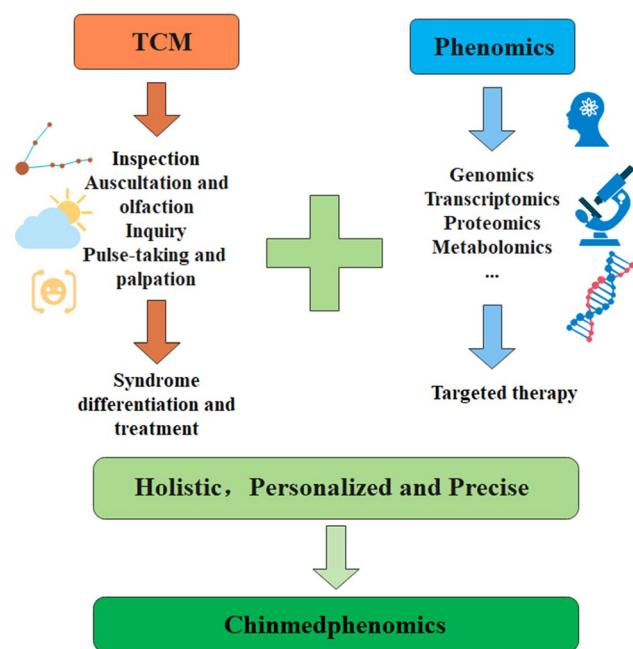 TCM
Inspection
Auscultation and
olfaction
Inquiry
Pulse-taking and
palpation
Syndrome
differentiation and
treatment
Phenomics
Genomics
Transcriptomics
Proteomics
Metabolomics
...
Targeted therapy
Holistic，Personalized and Precise
Chinmedphenomics